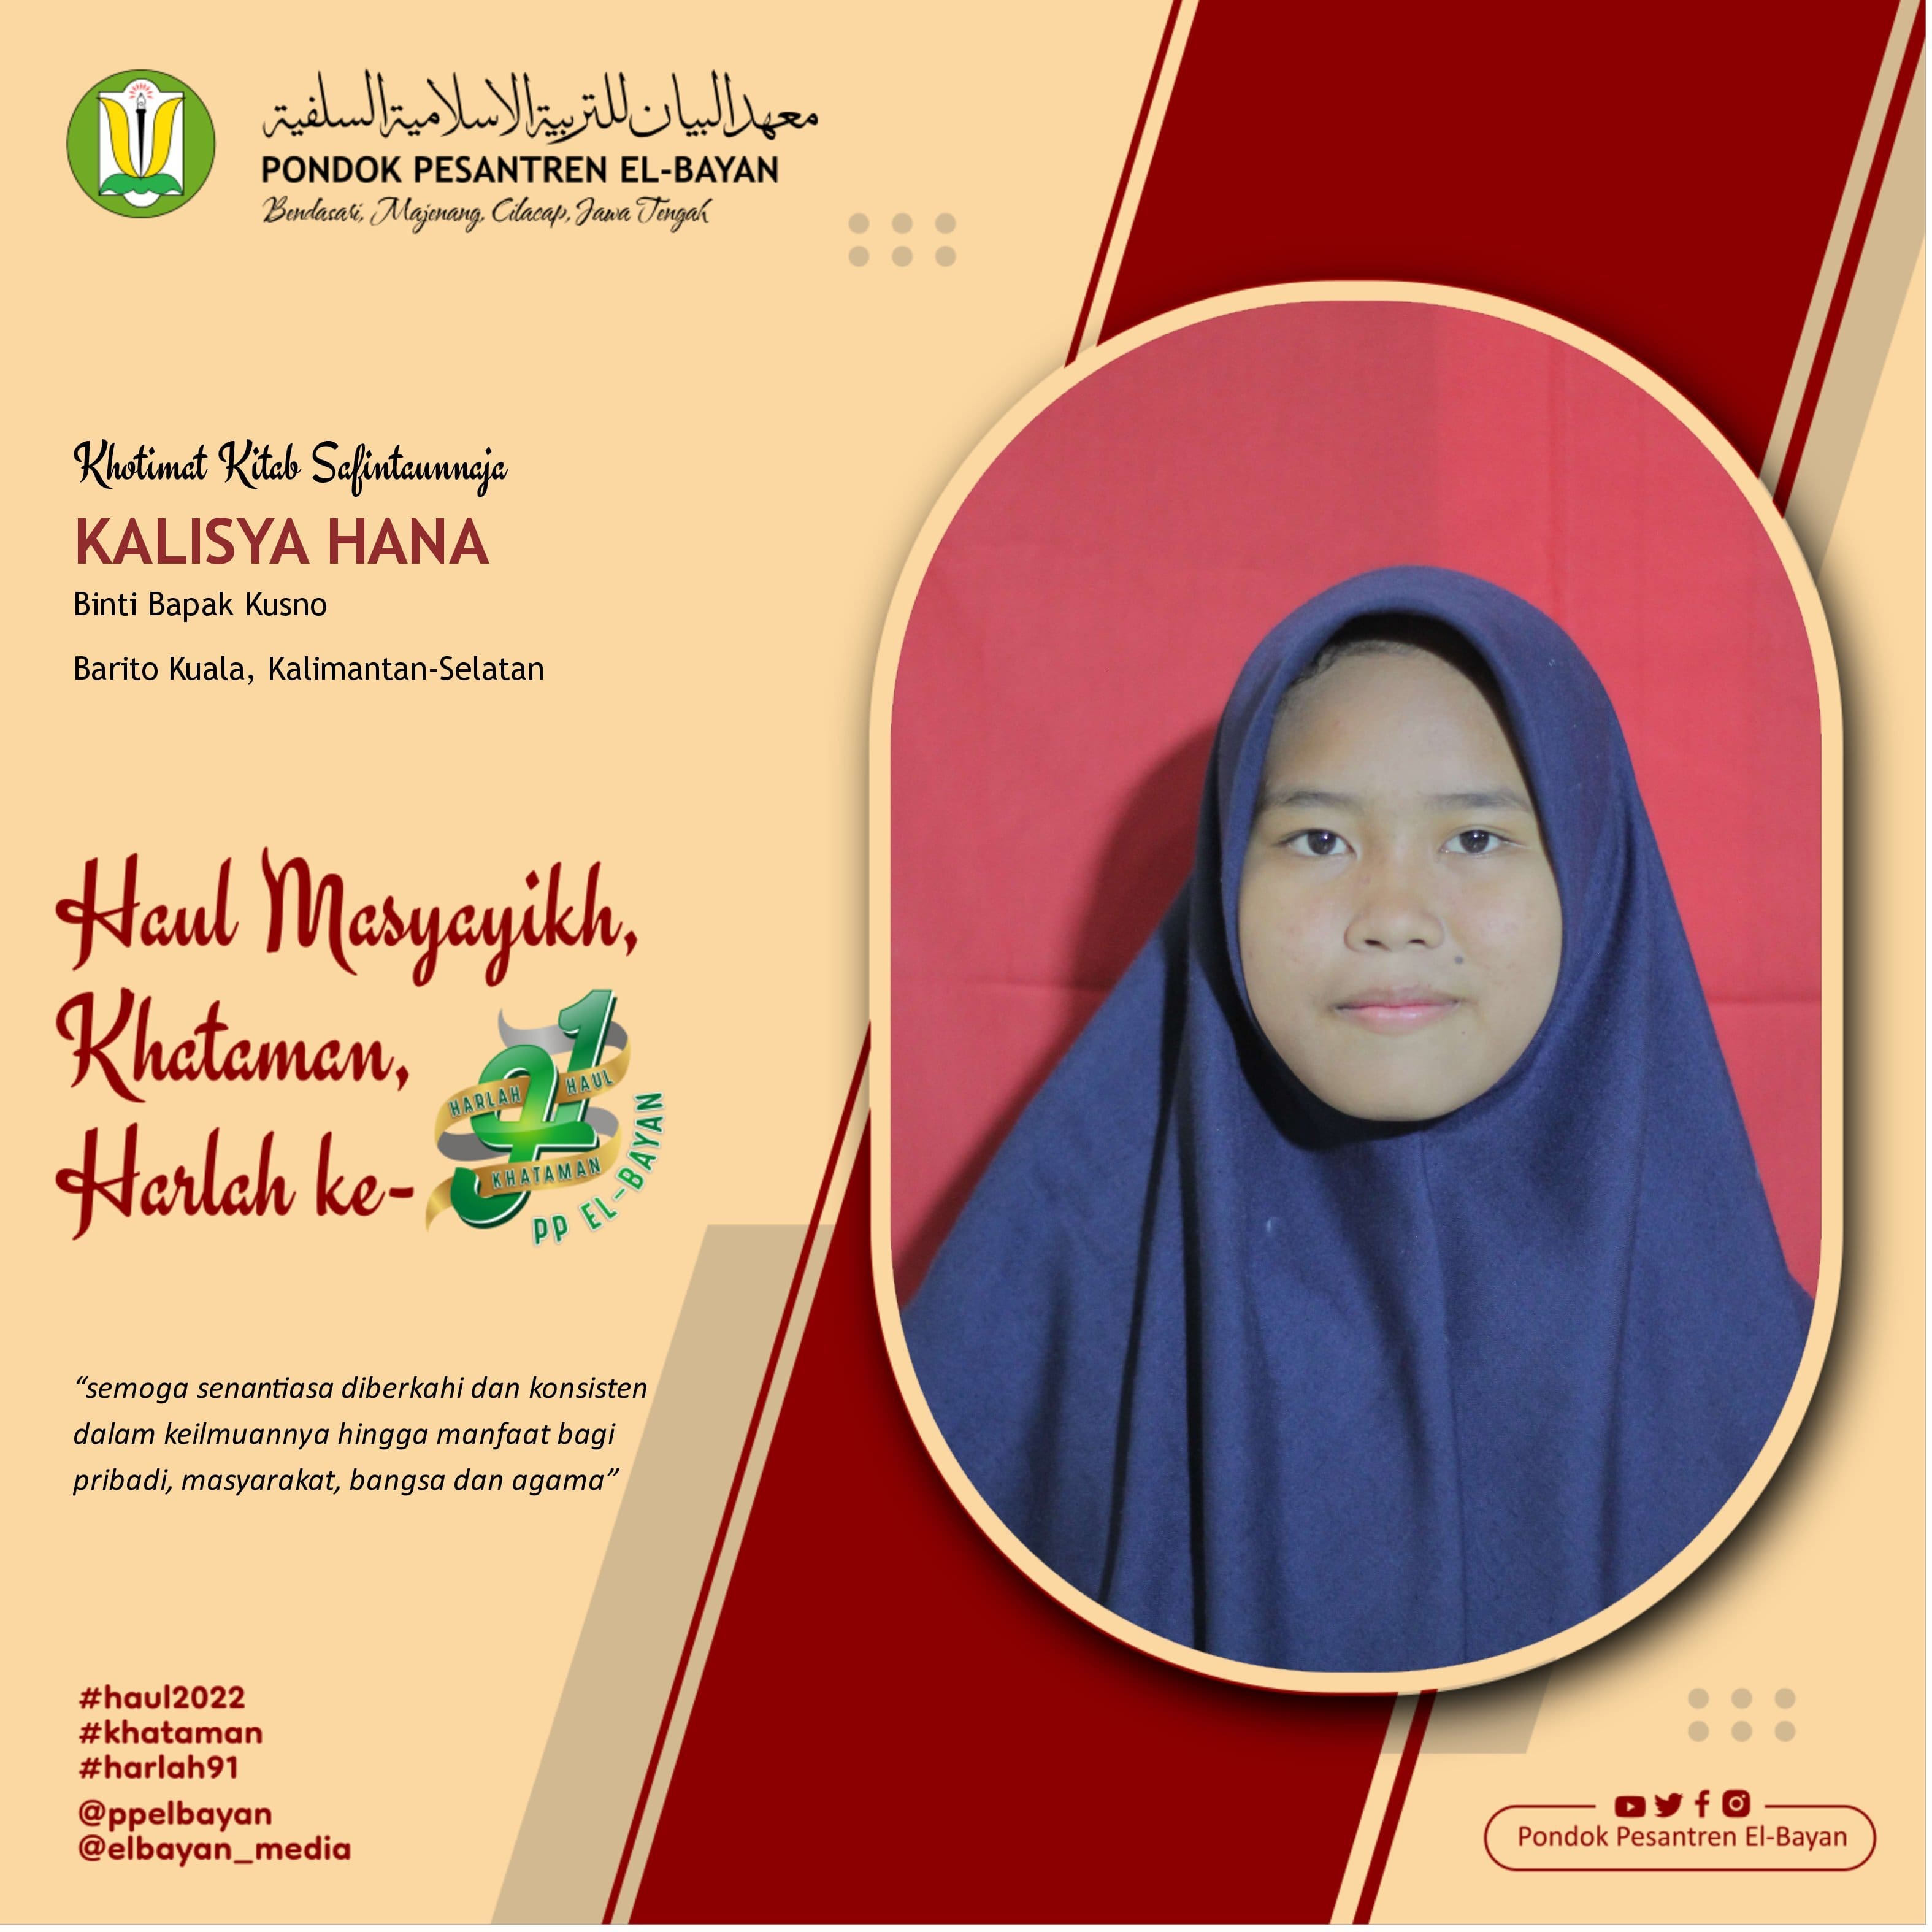 معهد البيان للتربية الاسلامية السلفية
PONDOK PESANTREN EL-BAYAN
Bendasari, Majenang, Cilacap, Jawa Tengah
Khotimat Kitab Safintaunnaja
KALISYA HANA
Binti Bapak Kusno
Barito Kuala, Kalimantan-Selatan
Haul Masyayikh,
Khataman,
Harlah ke-
91
HARLAH HAUL
KHATAMAN
PP EL-BAYAN
“semoga senantiasa diberkahi dan konsisten
dalam keilmuannya hingga manfaat bagi
pribadi, masyarakat, bangsa dan agama”
#haul2022
#khataman
#harlah91
@ppelbayan
@elbayan_media
Pondok Pesantren El-Bayan